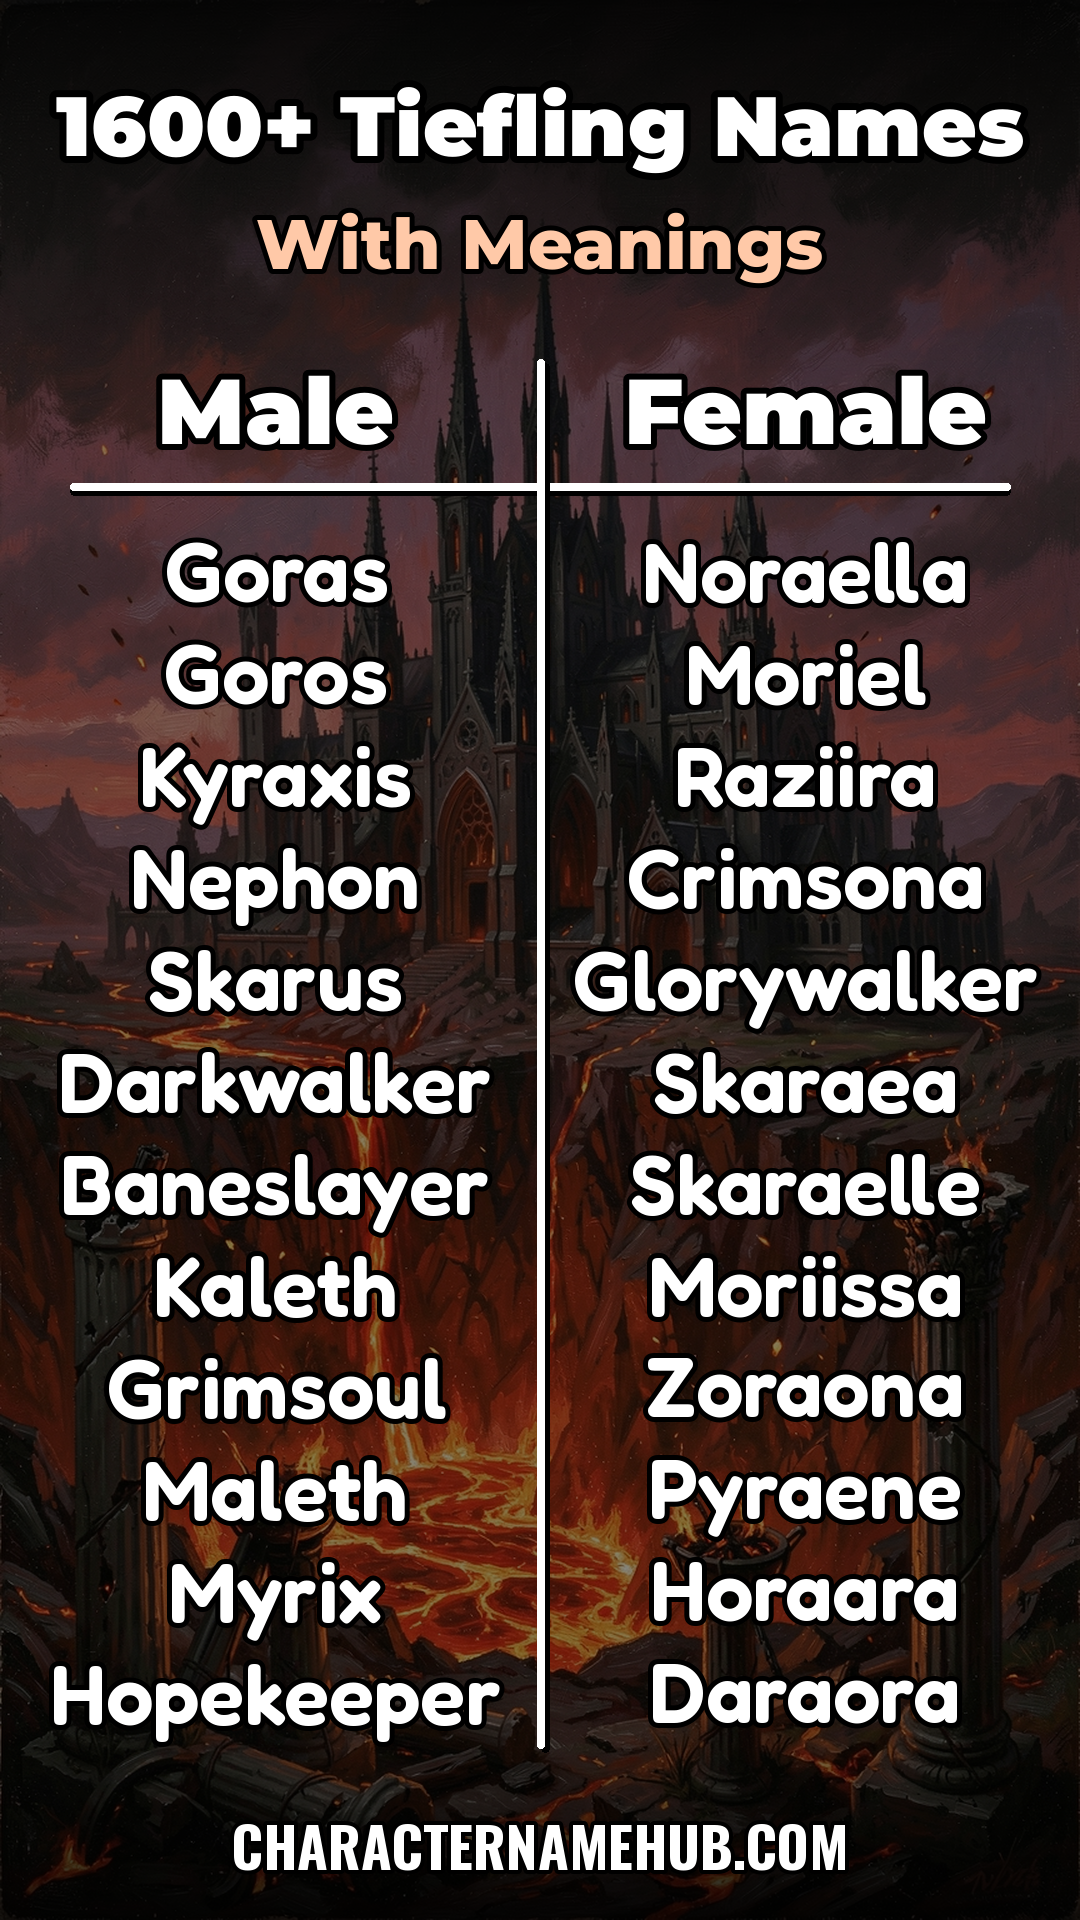 1600+ Tiefling Names
With Meanings
Male Female
Goras Noraella
Goros Moriel
Kyraxis Raziira
Nephon Crimsona
Skarus Glorywalker
Darkwalker Skaraea
Baneslayer Skaraelle
Kaleth Moriissa
Grimsoul Zoraona
Maleth Pyraene
Myrix Horaara
Hopekeeper Daraora
CHARACTERNAMEHUB.COM